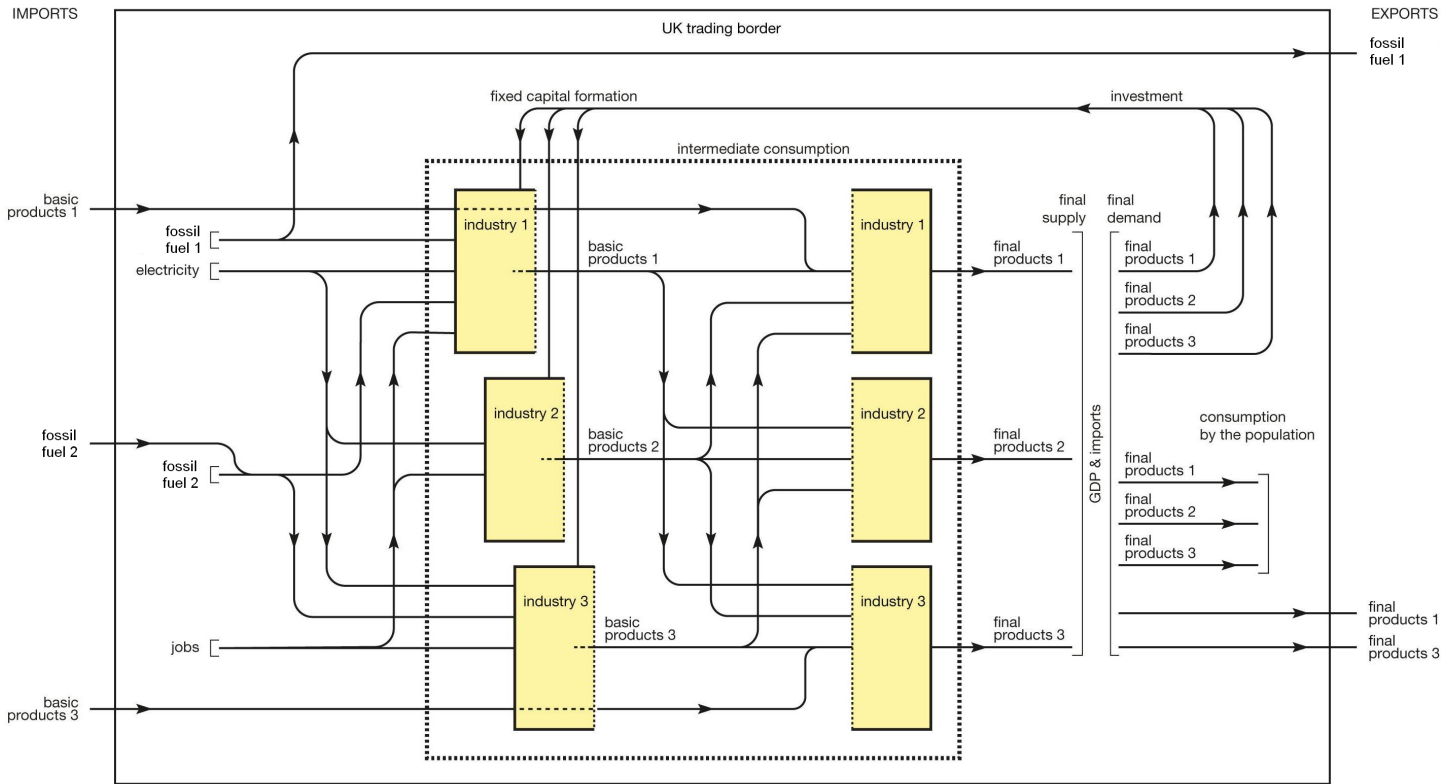 IMPORTS
EXPORTS
UK trading border
fossil
fuel 1
fixed capital formation
investment
intermediate consumption
basic
products 1
fossil
fuel 1
electricity
industry 1
basic
products 1
industry 1
final
products 1
final
supply
final
demand
final
products 1
final
products 2
final
products 3
fossil
fuel 2
fossil
fuel 2
industry 2
basic
products 2
industry 2
final
products 2
GDP & imports
consumption
by the population
final
products 1
final
products 2
final
products 3
jobs
industry 3
basic
products 3
industry 3
final
products 3
final
products 1
final
products 3
basic
products 3